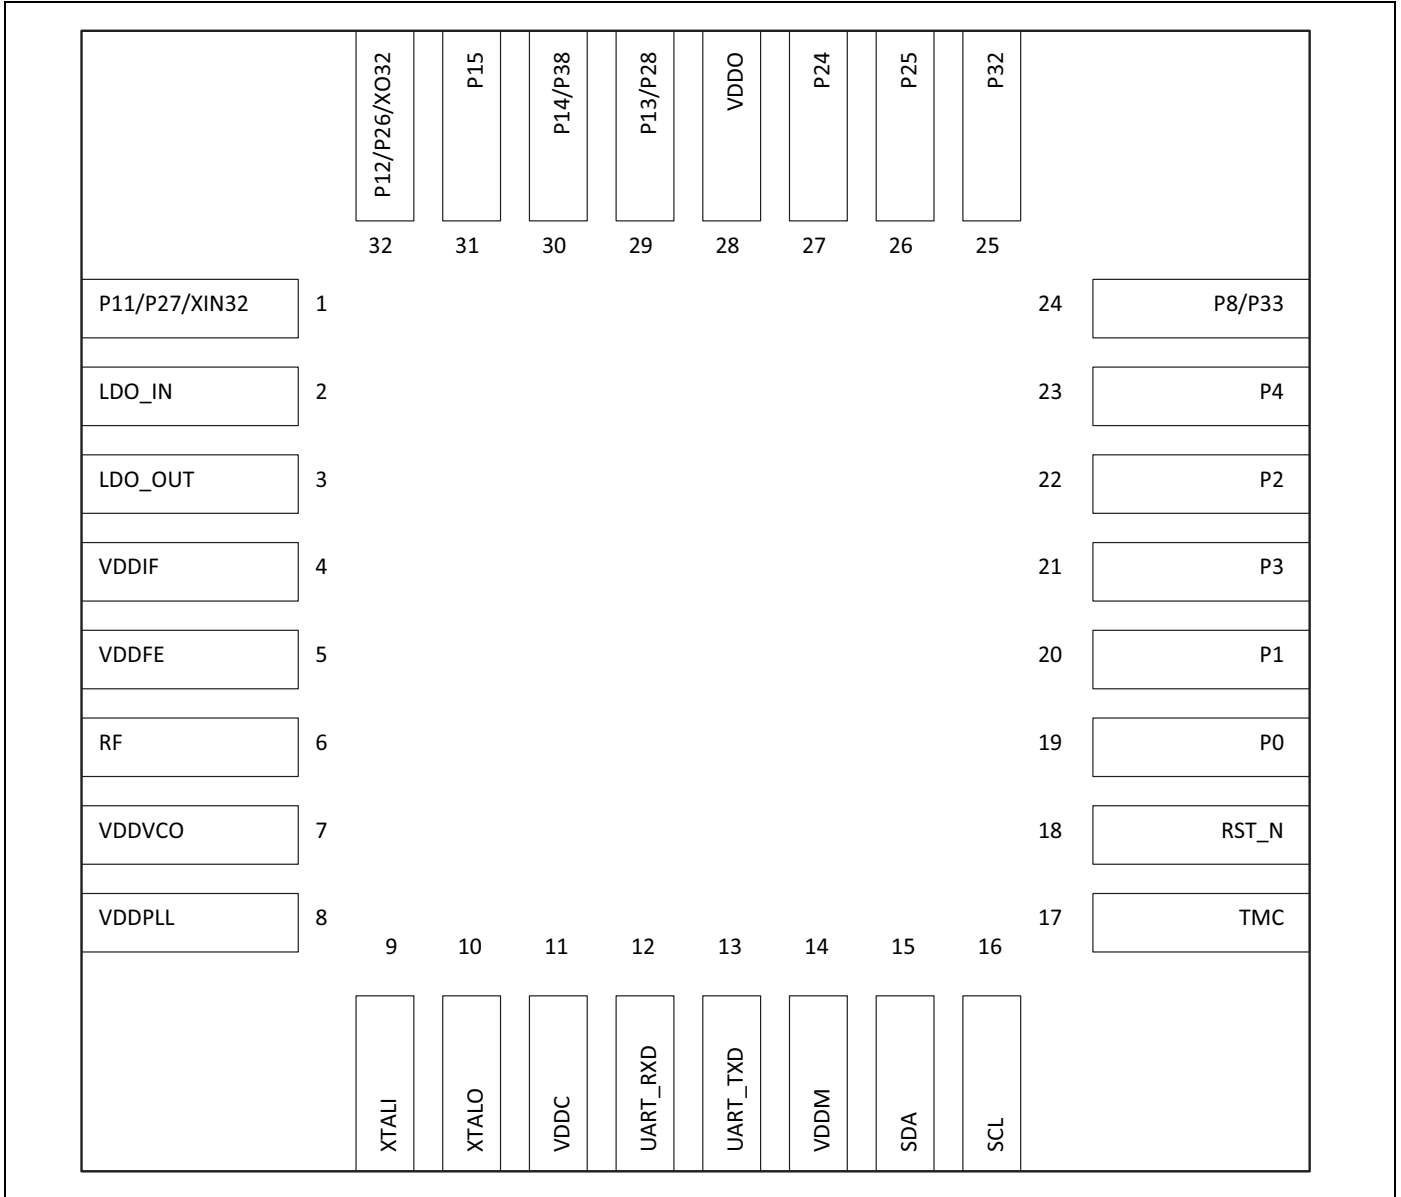 P12/P26/XO32
P15
P14/P38
P13/P28
VDDO
P24
P25
P32
32 31 30 29 28 27 26 25
P11/P27/XIN32 1 24 P8/P33
LDO_IN 2 23 P4
LDO_OUT 3 22 P2
VDDIF 4 21 P3
VDDFE 5 20 P1
RF 6 19 P0
VDDVCO 7 18 RST_N
VDDPLL 8 17 TMC
9 10 11 12 13 14 15 16
XTALI
XTALO
VDDC
UART_RXD
UART_TXD
VDDM
SDA
SCL